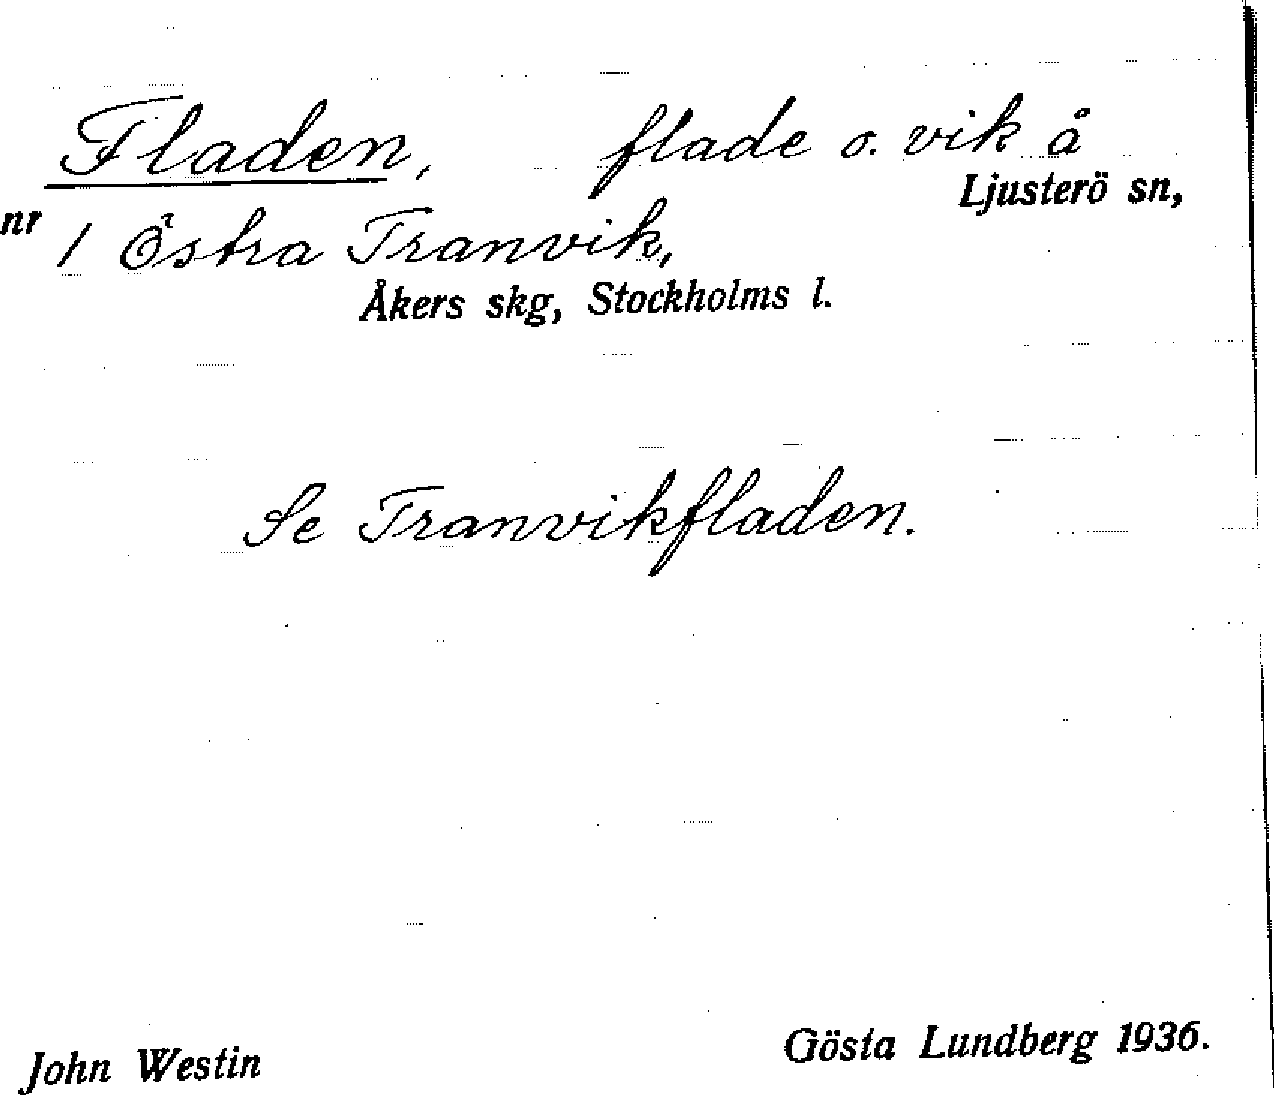 Fladen, flade o. vik å
Ljusterö sn,
nr 1 Östra Tranvik,
Åkers skg, Stockholms l.
Se Tranvikfladen.
John Westin
Gösta Lundberg 1936.